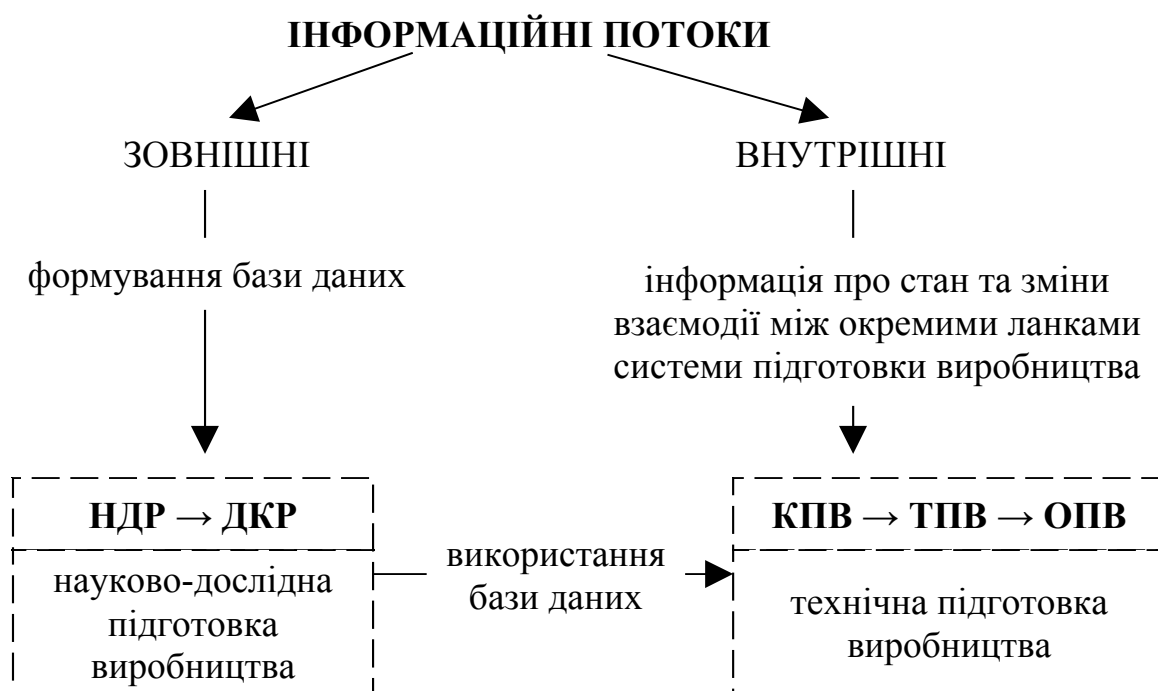 ІНФОРМАЦІЙНІ ПОТОКИ
ЗОВНІШНІ
ВНУТРІШНІ
формування бази даних
інформація про стан та зміни
взаємодії між окремими ланками
системи підготовки виробництва
НДР → ДКР
КПВ → ТПВ → ОПВ
науково-дослідна
підготовка
виробництва
використання
бази даних
технічна підготовка
виробництва